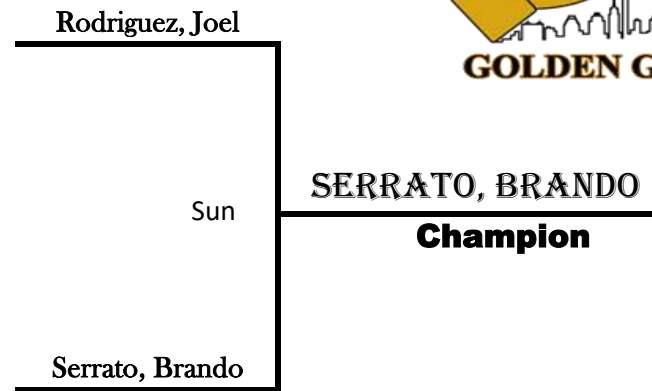 Rodriguez, Joel
GOLDEN G
SERRATO, BRANDO
Sun
Champion
Serrato, Brando